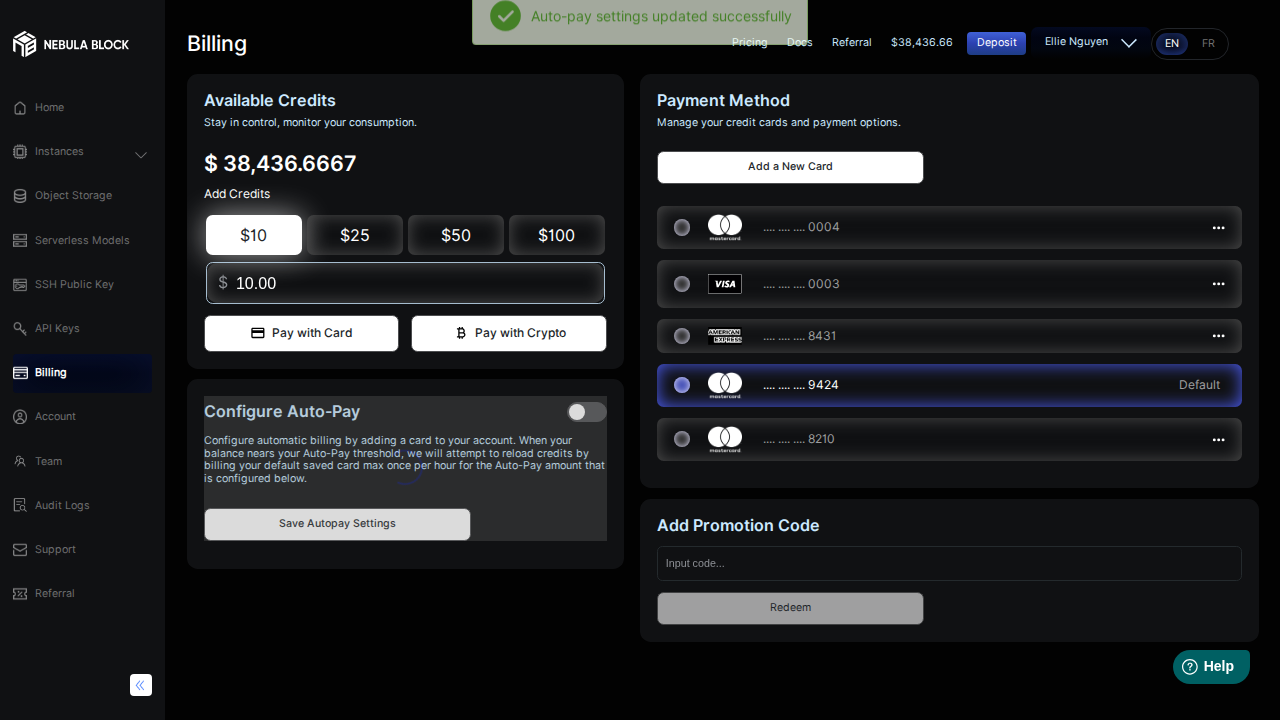 Auto-pay settings updated successfully
NEBULA BLOCK
Billing
Pricing
Docs
Referral
$38,436.66
Deposit
Ellie Nguyen
EN
FR
Home
Instances
Object Storage
Serverless Models
SSH Public Key
API Keys
Billing
Account
Team
Audit Logs
Support
Referral
Available Credits
Stay in control, monitor your consumption.
$ 38,436.6667
Add Credits
$10
$25
$50
$100
$ 10.00
Pay with Card
Pay with Crypto
Configure Auto-Pay
Configure automatic billing by adding a card to your account. When your
balance nears your Auto-Pay threshold, we will attempt to reload credits by
billing your default saved card max once per hour for the Auto-Pay amount that
is configured below.
Save Autopay Settings
Payment Method
Manage your credit cards and payment options.
Add a New Card
mastercard
.... .... .... 0004
VISA
.... .... .... 0003
AMERICAN
EXPRESS
.... .... .... 8431
mastercard
.... .... .... 9424
Default
mastercard
.... .... .... 8210
Add Promotion Code
Input code...
Redeem
Help